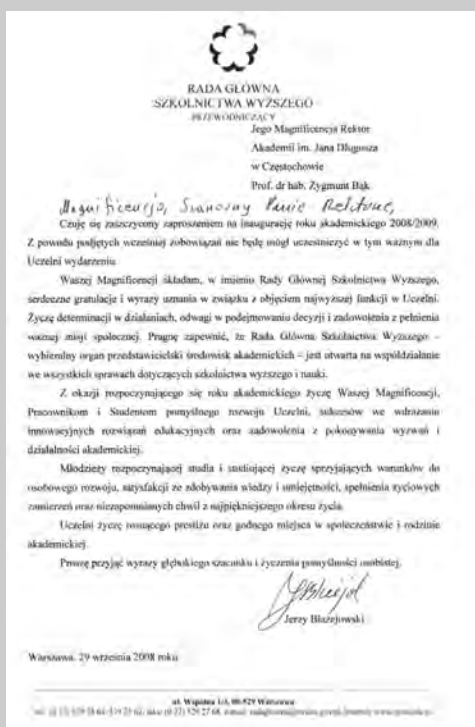 RADA GŁÓWNA
SZKOLNICTWA WYŻSZEGO
PRZEWODNICZĄCY
Jego Magnificencja Rektor
Akademii im. Jana Długosza
w Częstochowie
Prof. dr hab. Zygmunt Bąk
Magnificencjo, Szanowny Panie Rektorze,
Czuję się zaszczycony zaproszeniem na inaugurację roku akademickiego 2008/2009.
Z powodu podjętych wcześniej zobowiązań nie będę mógł uczestniczyć w tym ważnym dla
Uczelni wydarzeniu.
Waszej Magnificencji składam, w imieniu Rady Głównej Szkolnictwa Wyższego,
serdeczne gratulacje i wyrazy uznania w związku z objęciem najwyższej funkcji w Uczelni.
Życzę determinacji w działaniach, odwagi w podejmowaniu decyzji i zadowolenia z pełnienia
ważnej misji społecznej. Pragnę zapewnić, że Rada Główna Szkolnictwa Wyższego –
wybieralny organ przedstawicielski środowisk akademickich – jest otwarta na współdziałanie
we wszystkich sprawach dotyczących szkolnictwa wyższego i nauki.
Z okazji rozpoczynającego się roku akademickiego życzę Waszej Magnificencji,
Pracownikom i Studentom pomyślnego rozwoju Uczelni, sukcesów we wdrażaniu
innowacyjnych rozwiązań edukacyjnych oraz zadowolenia z pokonywania wyzwań i
działalności akademickiej.
Młodzieży rozpoczynającej studia i studiującej życzę sprzyjających warunków do
osobowego rozwoju, satysfakcji ze zdobywania wiedzy i umiejętności, spełnienia życiowych
zamierzeń oraz niezapomnianych chwil z najpiękniejszego okresu życia.
Uczelni życzę rosnącego prestiżu oraz godnego miejsca w społeczeństwie i rodzinie
akademickiej.
Proszę przyjąć wyrazy głębokiego szacunku i życzenia pomyślności osobistej.
Jerzy Błażejowski
Warszawa, 29 września 2008 roku
ul. Wspólna 1/3, 00-529 Warszawa